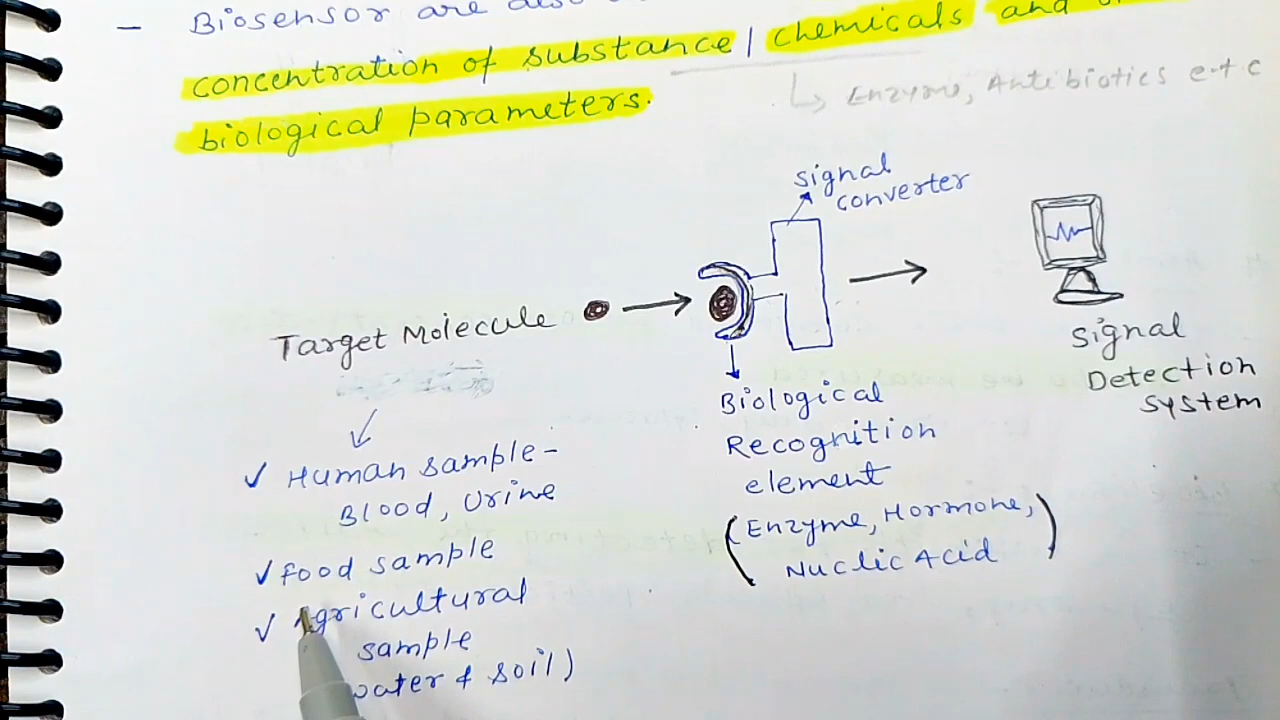 - Biosensor are also
concentration of substance/ chemicals and
biological parameters.
↳ Enzyme, Antibiotics e.t.c
signal
converter
Target Molecule
Signal
Detection
System
Biological
Recognition
element
(Enzyme, Hormone,
Nuclic Acid)
✓ Human sample -
Blood, Urine
✓ food sample
✓ Agricultural
sample
water & soil)